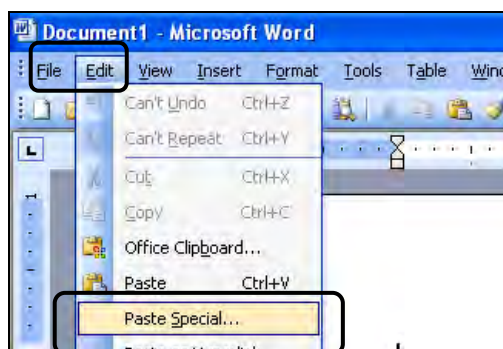 Document1 - Microsoft Word
File Edit View Insert Format Tools Table
Can't Undo Ctrl+Z
Can't Repeat Ctrl+Y
Cut Ctrl+X
Copy Ctrl+C
Office Clipboard...
Paste Ctrl+V
Paste Special...